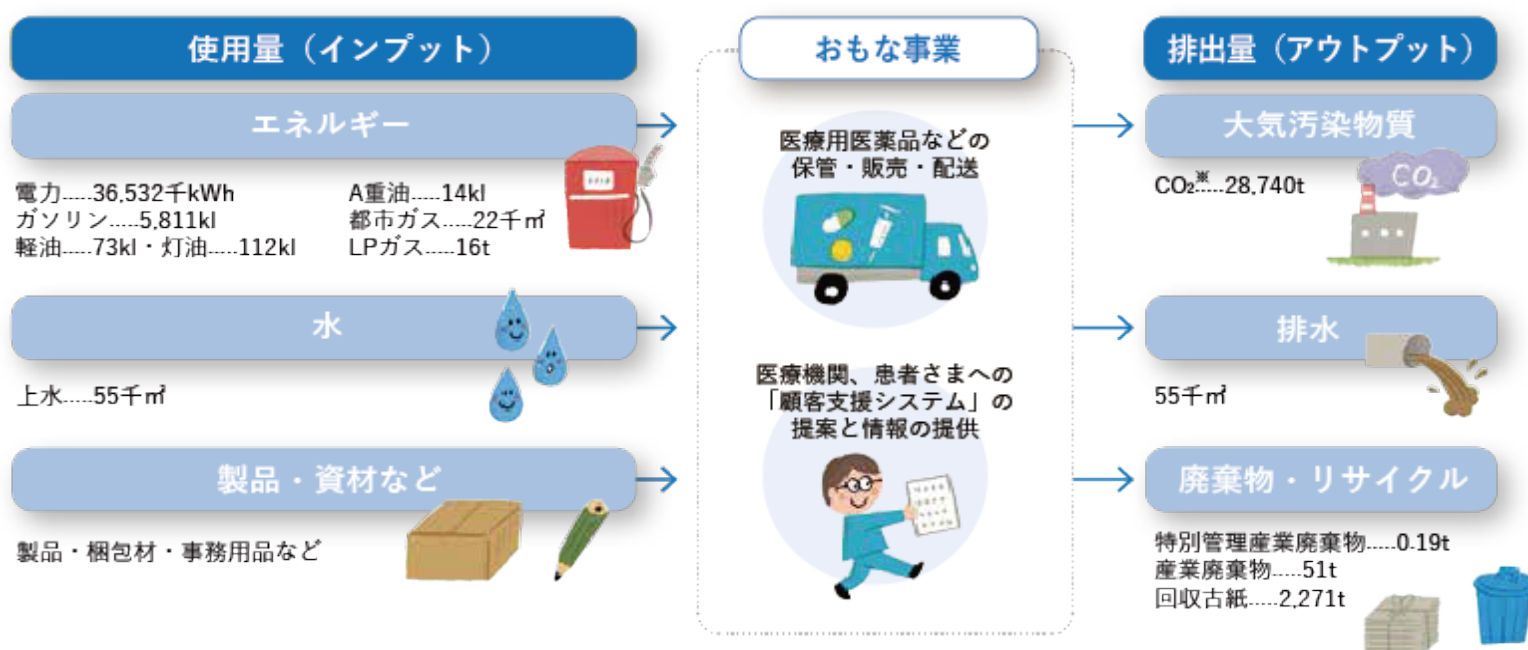 使用量（インプット）
エネルギー
電力.....36,532千kWh
ガソリン.....5,811kl
軽油.....73kl・灯油.....112kl
A重油.....14kl
都市ガス.....22千㎥
LPガス.....16t
水
上水.....55千㎥
製品・資材など
製品・梱包材・事務用品など
おもな事業
医療用医薬品などの
保管・販売・配送
医療機関、患者さまへの
「顧客支援システム」の
提案と情報の提供
排出量（アウトプット）
大気汚染物質
CO₂※.....28,740t
CO₂
排水
55千㎥
廃棄物・リサイクル
特別管理産業廃棄物.....0.19t
産業廃棄物.....51t
回収古紙.....2,271t